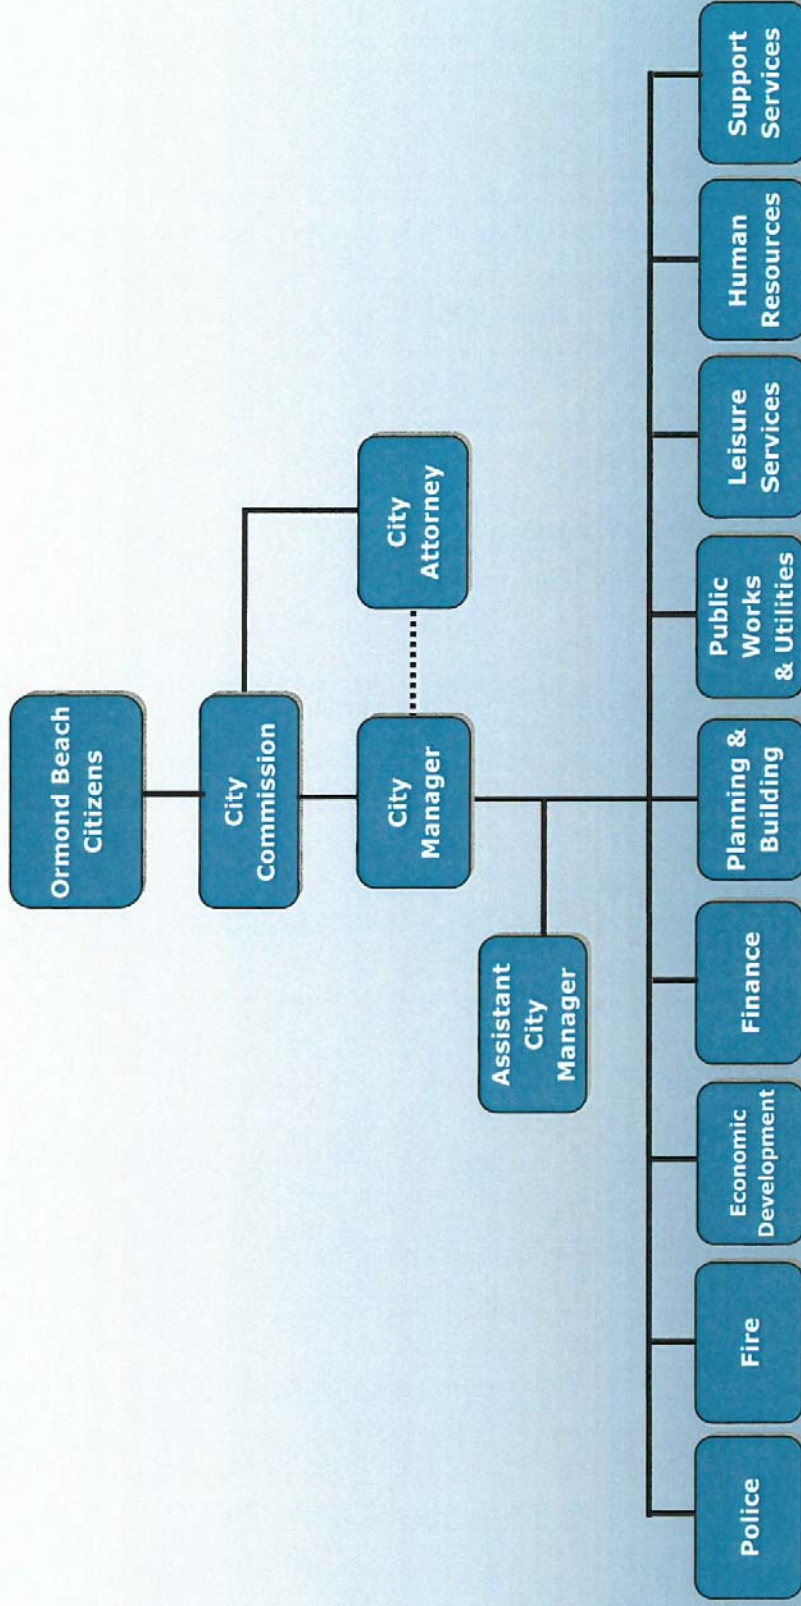 Ormond Beach
Citizens
City
Commission
City
Manager
City
Attorney
Assistant
City
Manager
Police
Fire
Economic
Development
Finance
Planning &
Building
Public
Works
& Utilities
Leisure
Services
Human
Resources
Support
Services